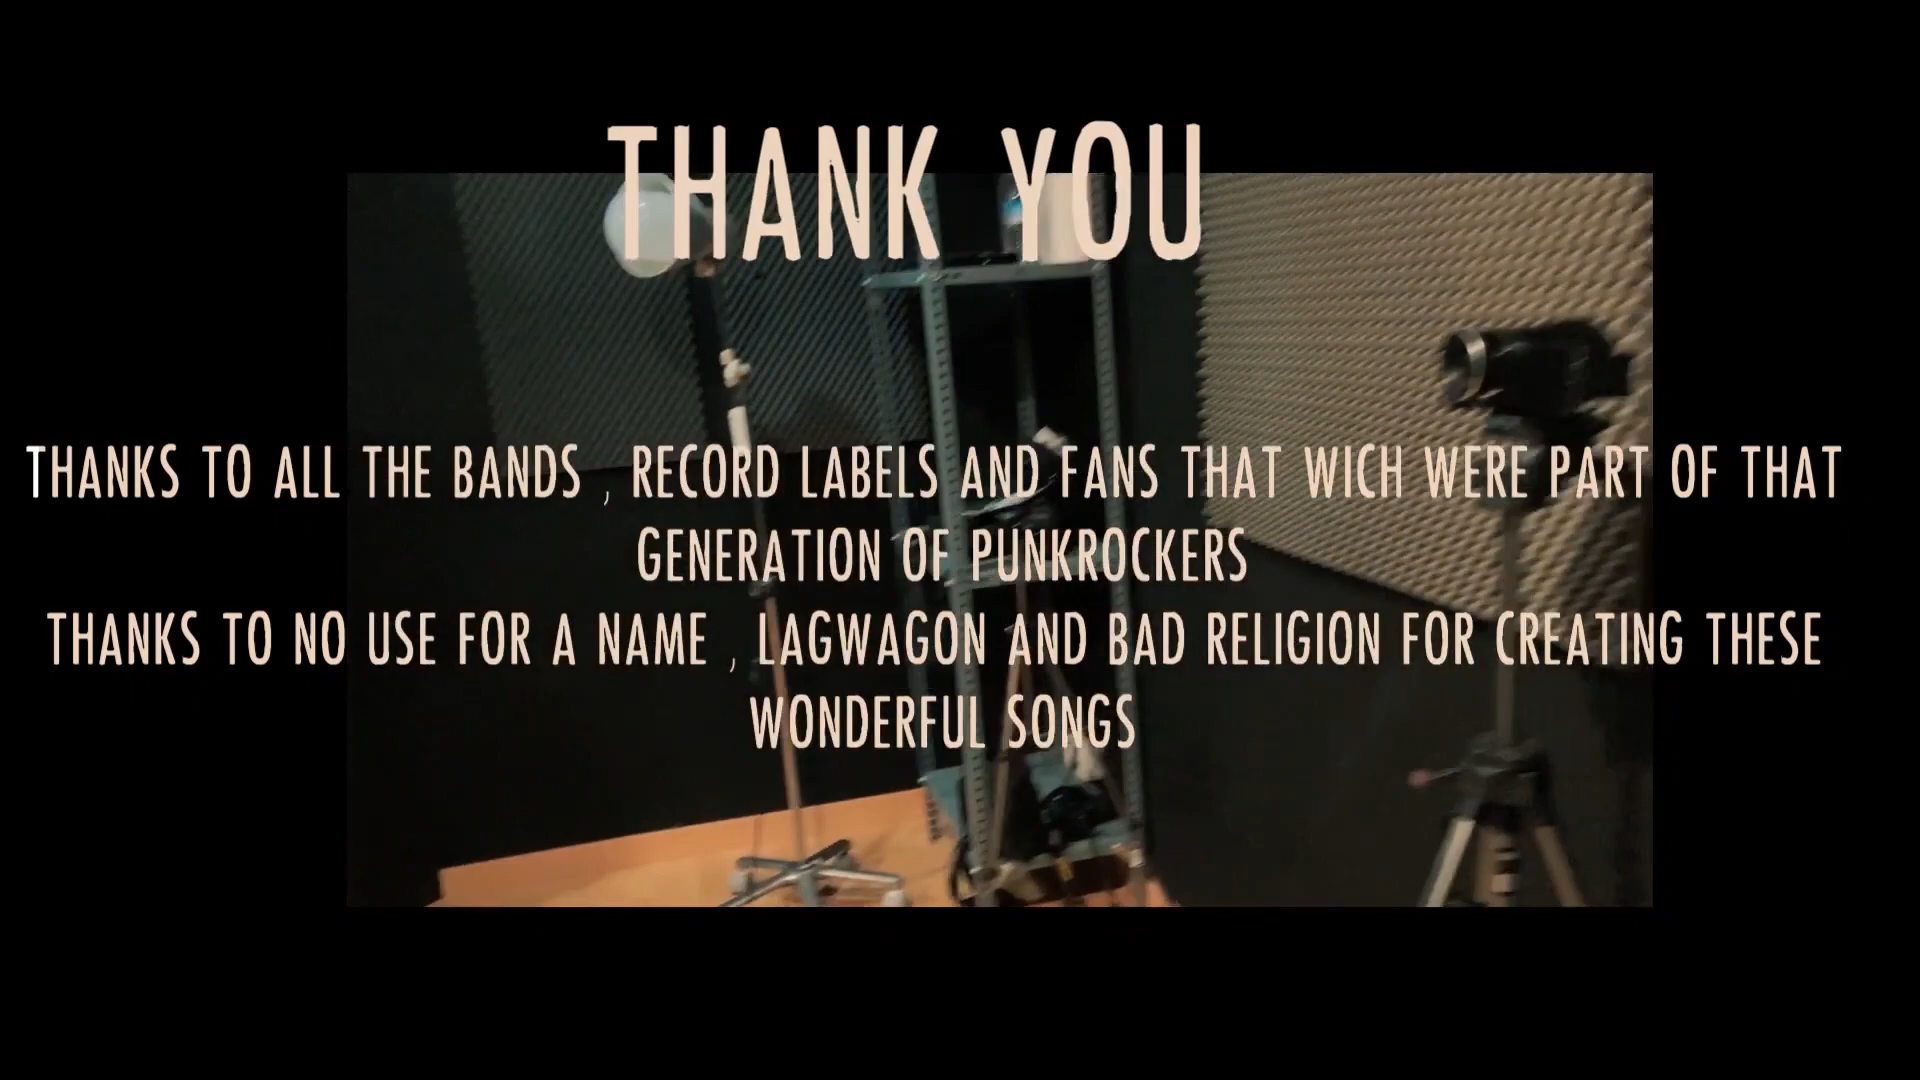 THANK YOU
THANKS TO ALL THE BANDS , RECORD LABELS AND FANS THAT WICH WERE PART OF THAT
GENERATION OF PUNKROCKERS
THANKS TO NO USE FOR A NAME , LAGWAGON AND BAD RELIGION FOR CREATING THESE
WONDERFUL SONGS